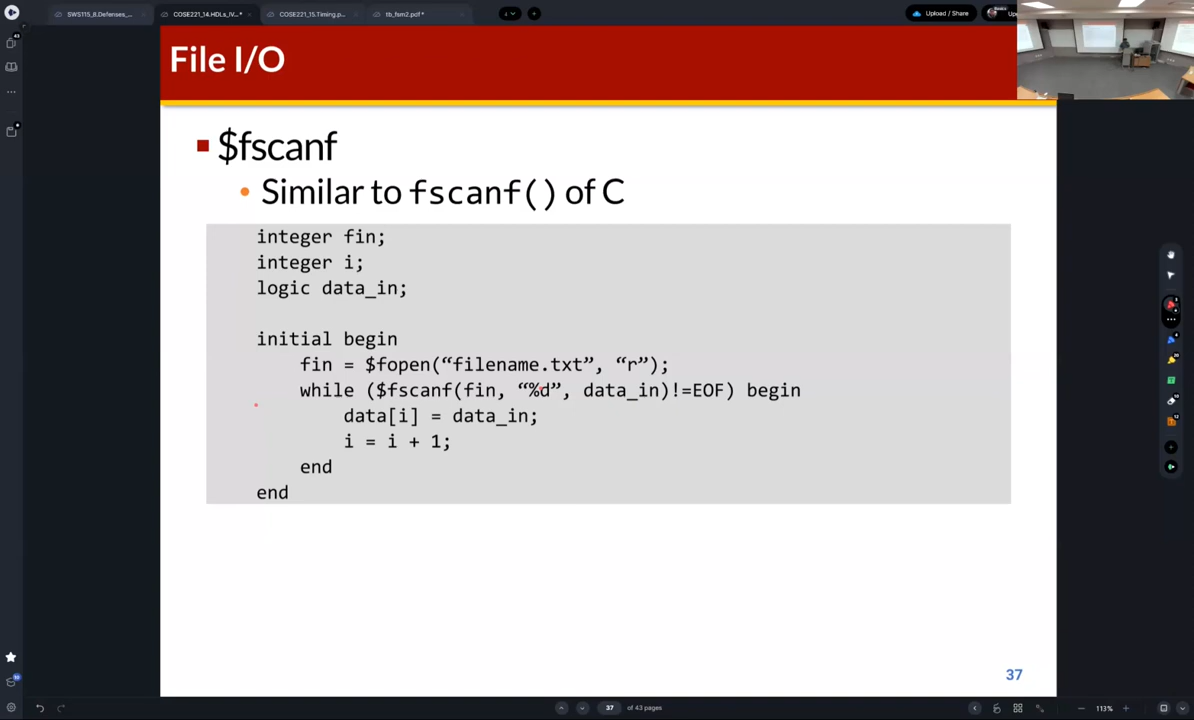 SWS115_8.Defenses_...
COSE221_14.HDLs_IV...*
COSE221_15.Timing.p...
tb_fsm2.pcf*
Upload / Share
File I/O
$fscanf
Similar to fscanf() of C
integer fin;
integer i;
logic data_in;
initial begin
fin = $fopen(“filename.txt”, “r”);
while ($fscanf(fin, “%d”, data_in)!=EOF) begin
data[i] = data_in;
i = i + 1;
end
end
37
37
of 43 pages
113%